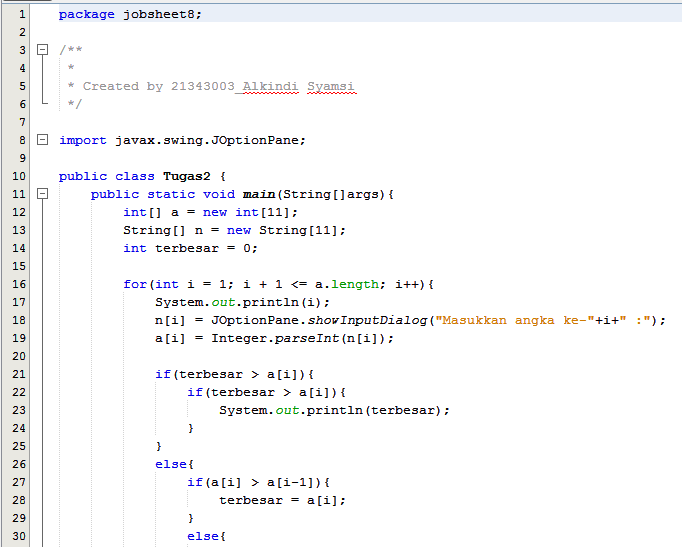 1 package jobsheet8;
2
3 /**
4 *
5 * Created by 21343003_Alkindi Syamsi
6 */
7
8 import javax.swing.JOptionPane;
9
10 public class Tugas2 {
11 public static void main(String[]args){
12 int[] a = new int[11];
13 String[] n = new String[11];
14 int terbesar = 0;
15
16 for(int i = 1; i + 1 <= a.length; i++){
17 System.out.println(i);
18 n[i] = JOptionPane.showInputDialog("Masukkan angka ke-"+i+" :");
19 a[i] = Integer.parseInt(n[i]);
20
21 if(terbesar > a[i]){
22 if(terbesar > a[i]){
23 System.out.println(terbesar);
24 }
25 }
26 else{
27 if(a[i] > a[i-1]){
28 terbesar = a[i];
29 }
30 else{